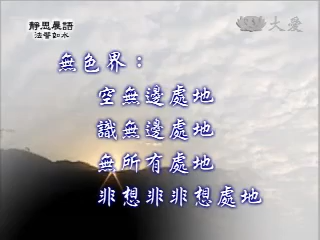 靜思晨語
法譬如水
大愛
無色界：
空無邊處地
識無邊處地
無所有處地
非想非非想處地